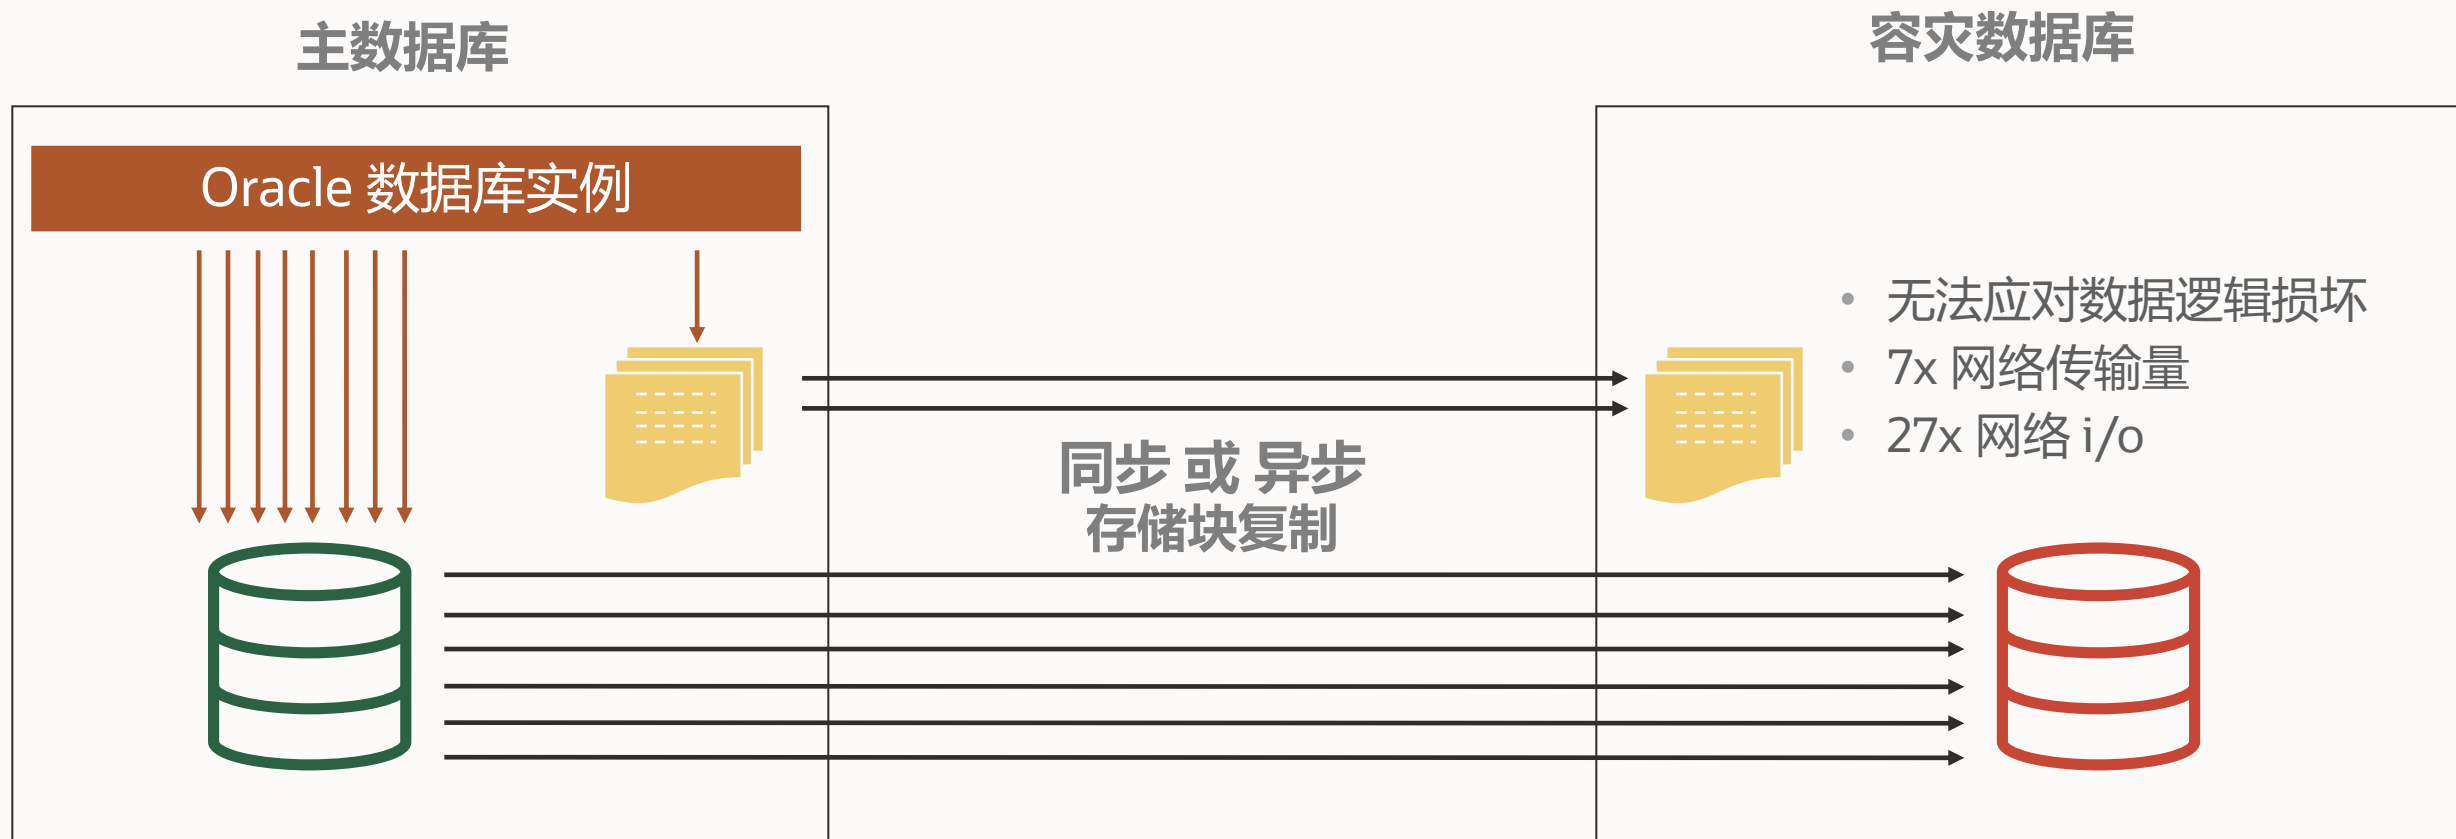 主数据库
容灾数据库
Oracle 数据库实例
• 无法应对数据逻辑损坏
• 7x 网络传输量
• 27x 网络 i/o
同步 或 异步
存储块复制